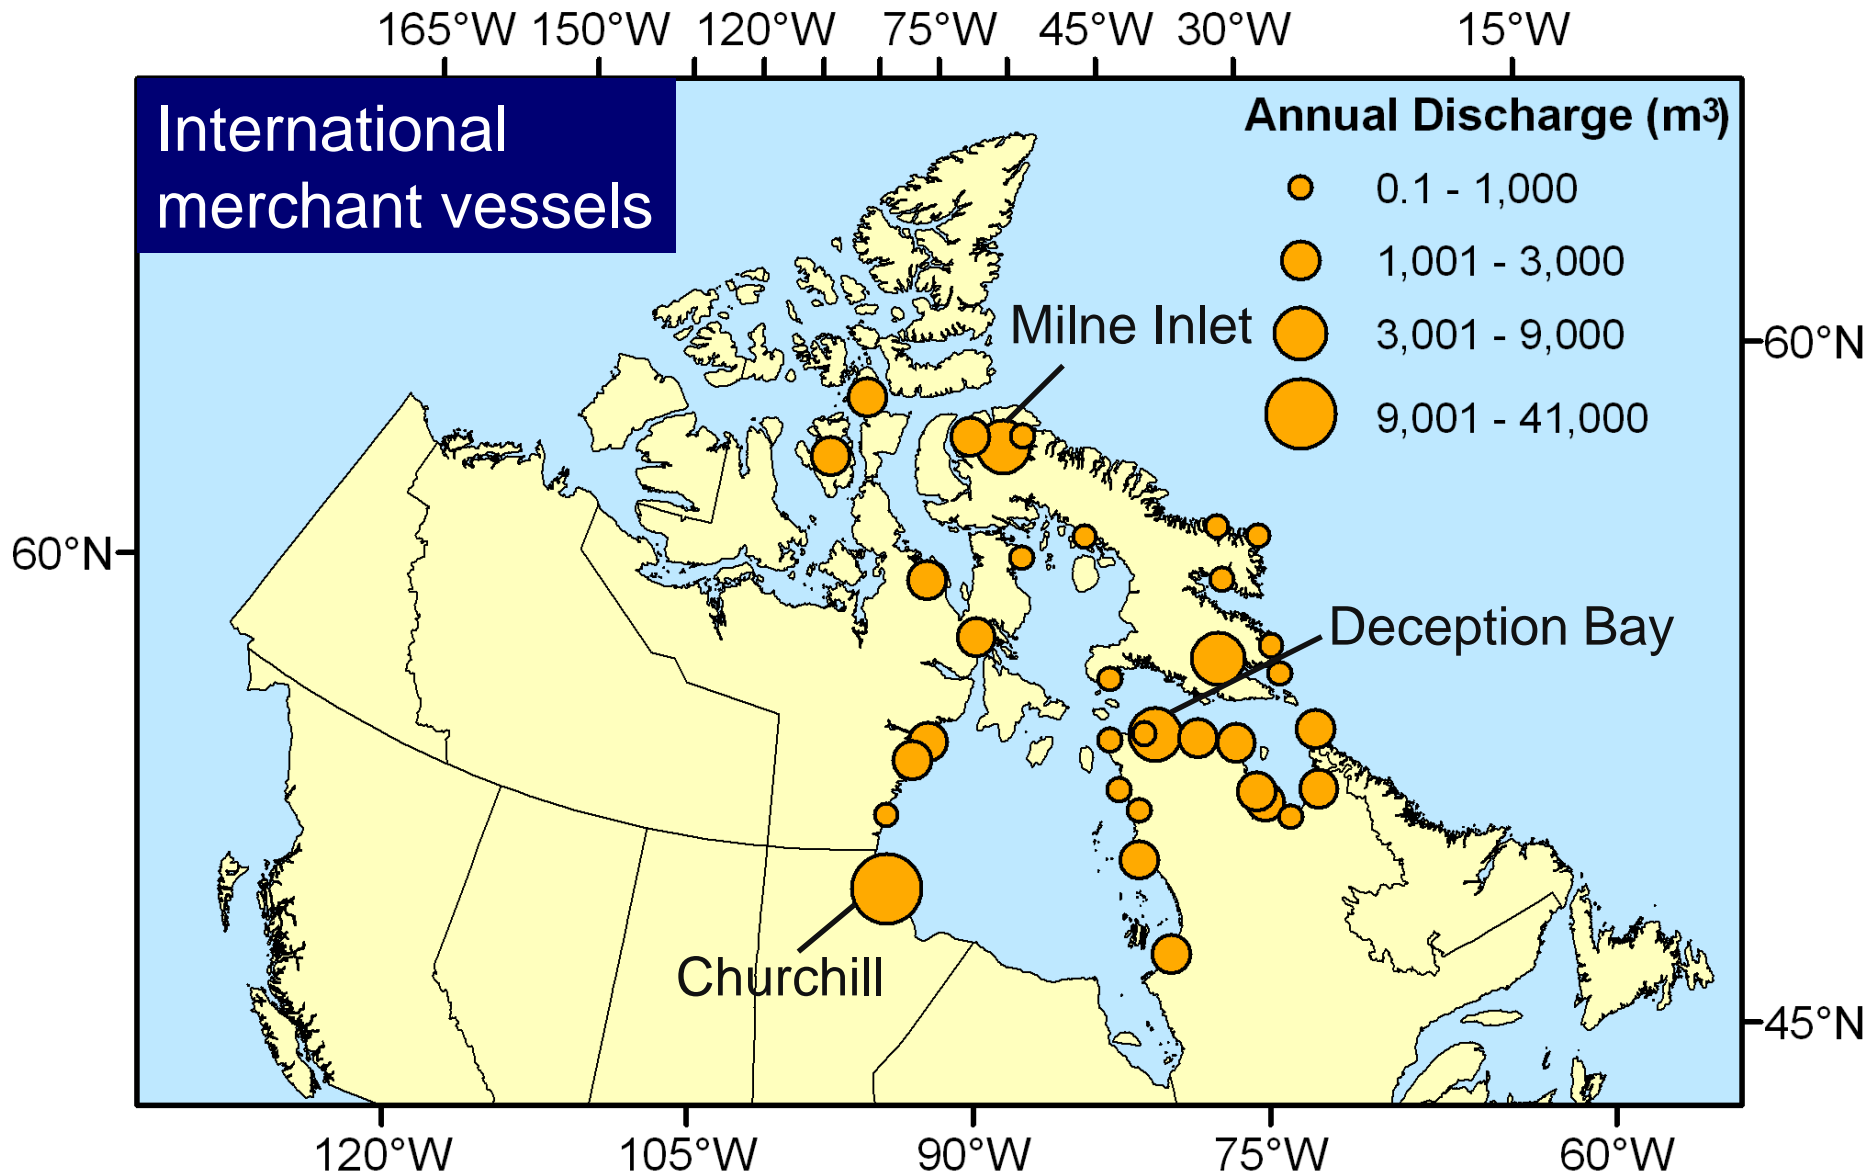 165°W 150°W 120°W 75°W 45°W 30°W 15°W
International
merchant vessels
Annual Discharge (m³)
0.1 - 1,000
1,001 - 3,000
3,001 - 9,000
9,001 - 41,000
Milne Inlet
60°N
60°N
Deception Bay
Churchill
45°N
120°W 105°W 90°W 75°W 60°W